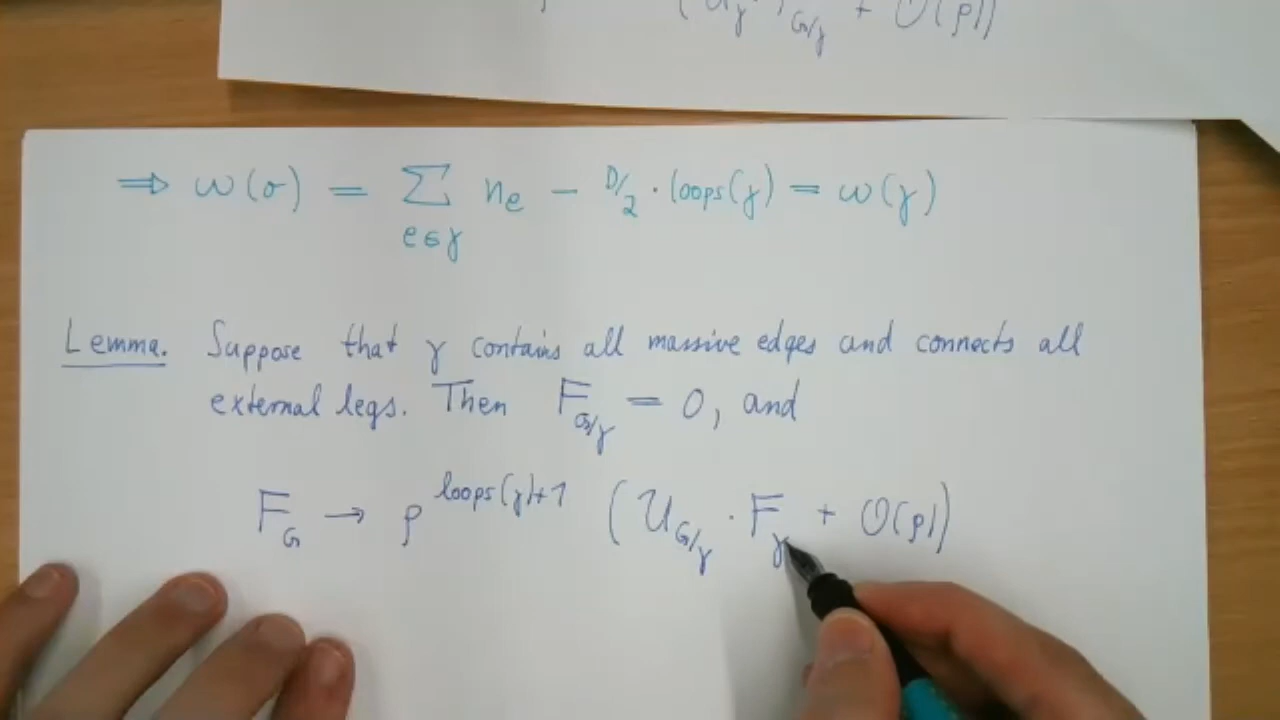 (U_γ )_{G/γ} + O(ρ))
⇒ ω(σ) = Σ_{e∈γ} n_e − D/2 · loops(γ) = ω(γ)
Lemma. Suppose that γ contains all massive edges and connects all
external legs. Then F_{G/γ} = 0, and
F_G → ρ^{loops(γ)+1} (U_{G/γ} · F_γ + O(ρ))